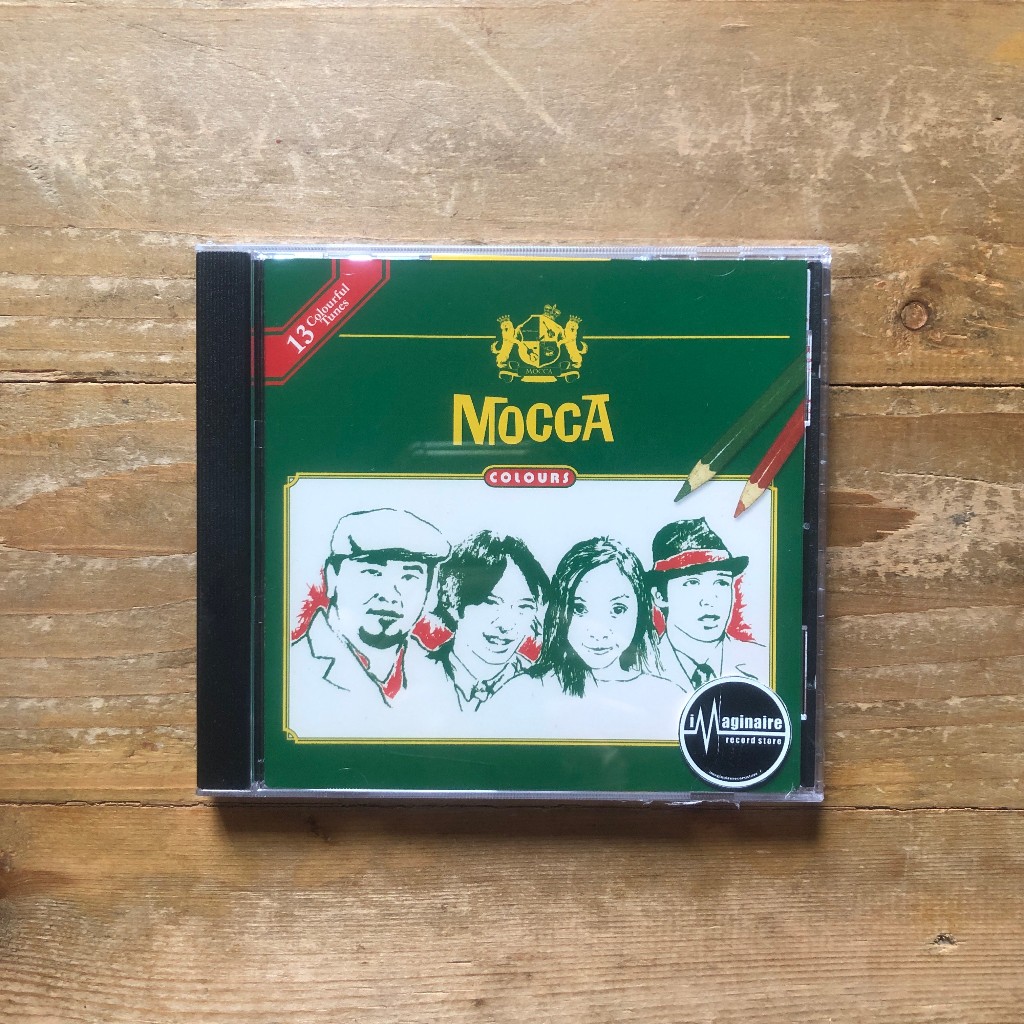 13 Colourful
Tunes
MOCCA
MOCCA
COLOURS
iMaginaire
record store